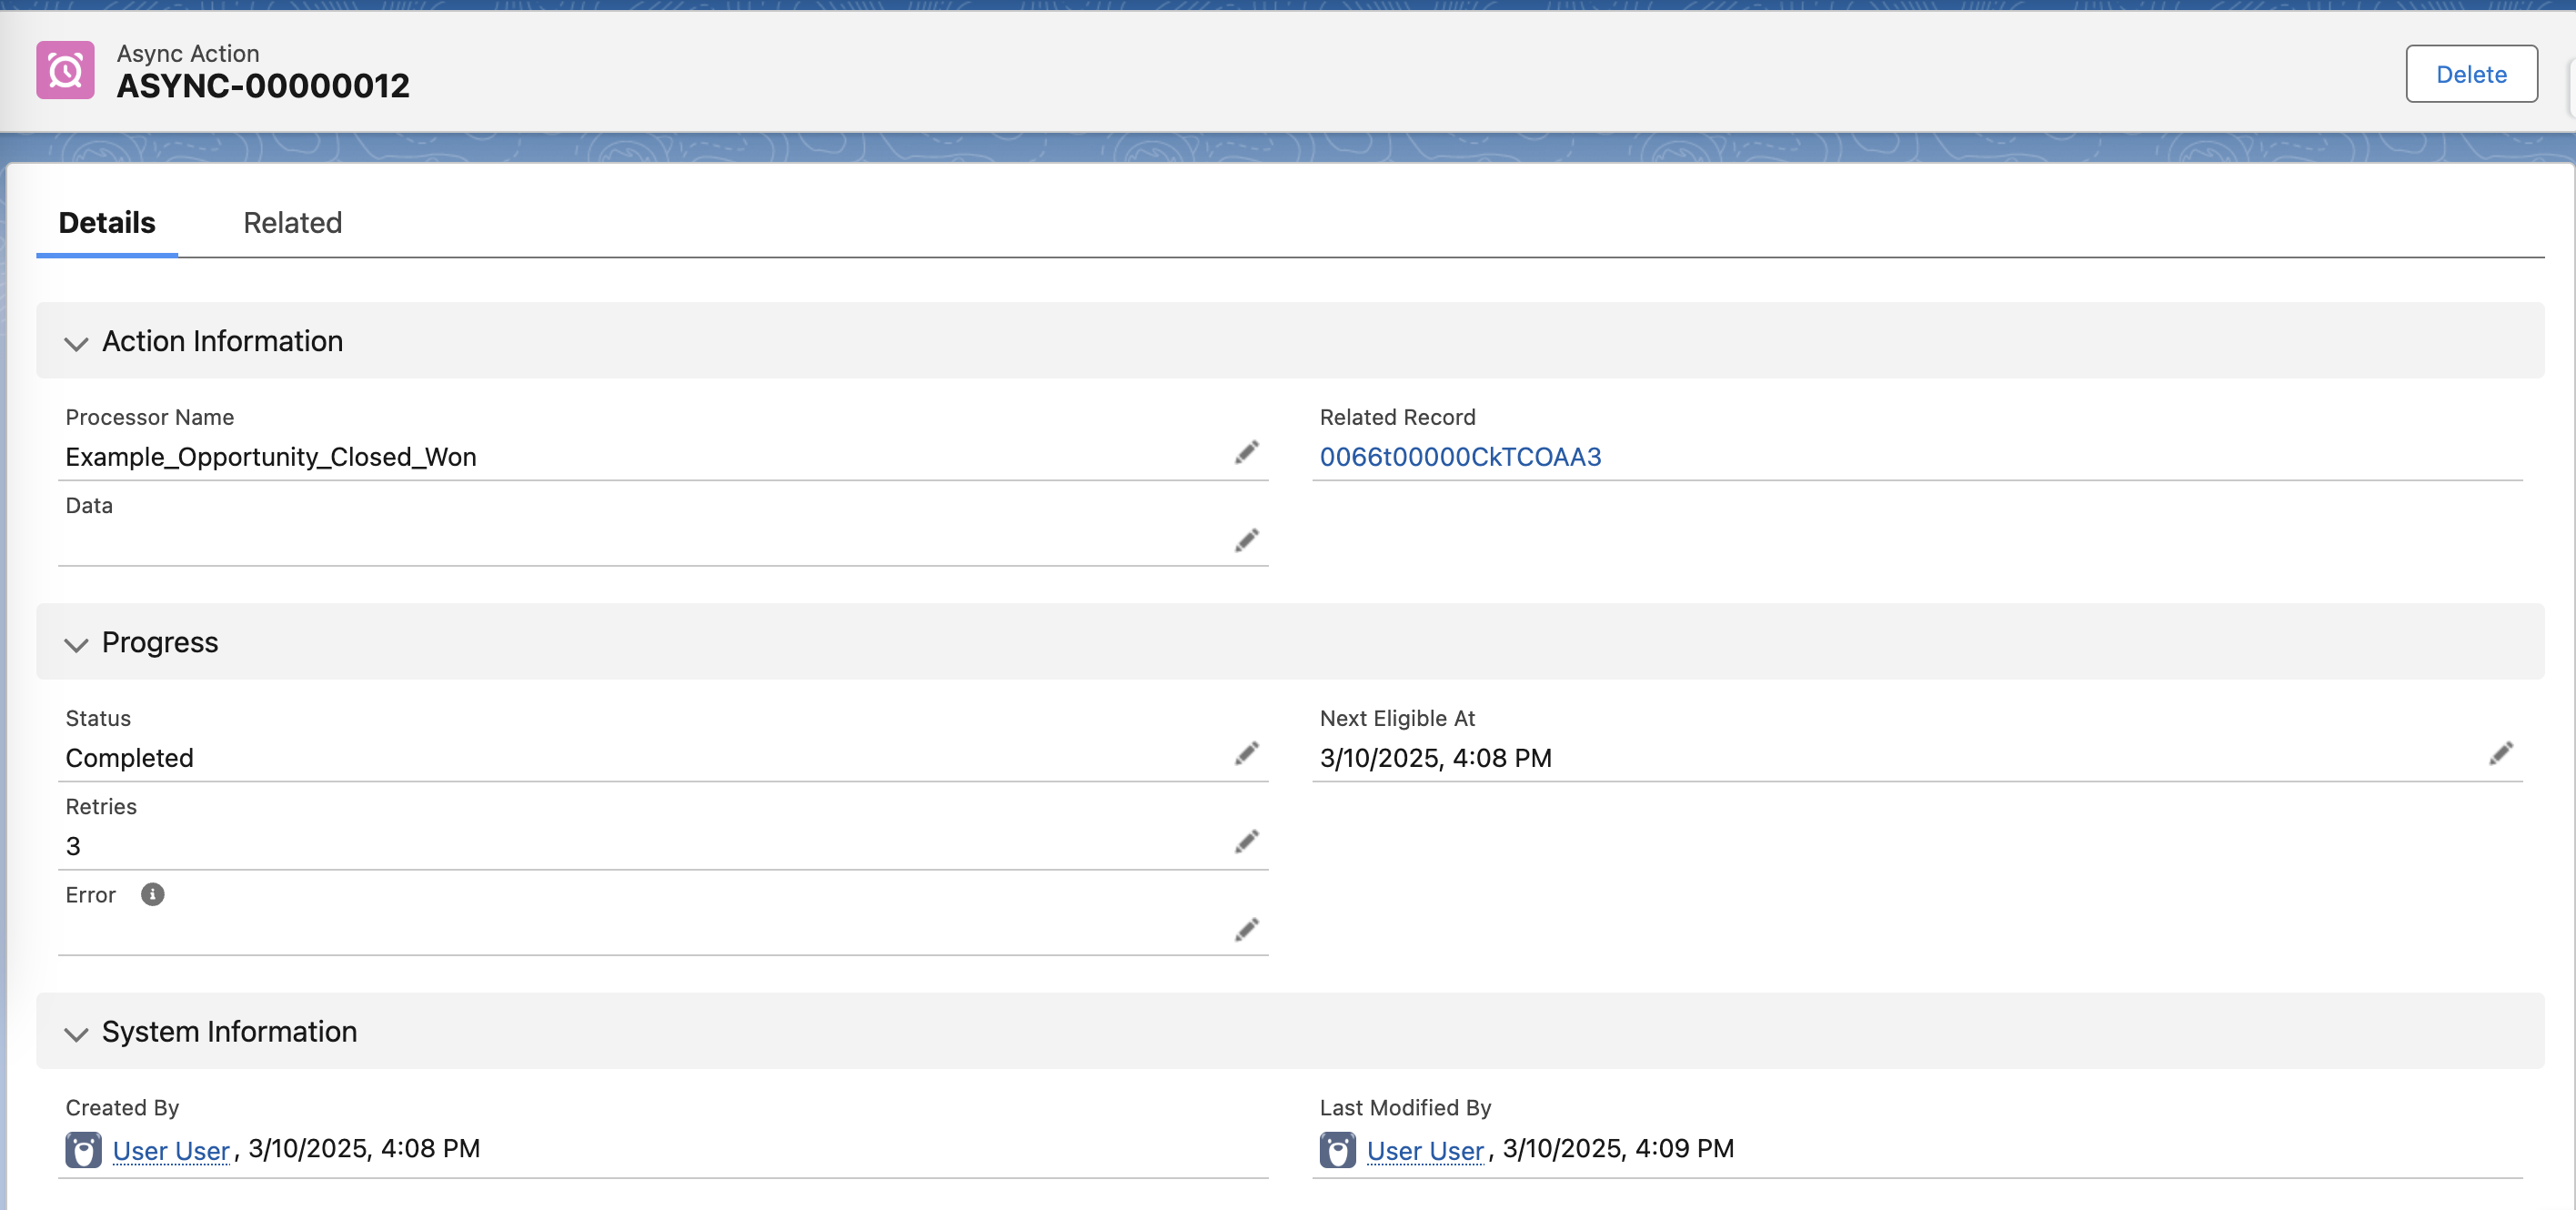 Async Action
ASYNC-00000012
Delete
Details Related
Action Information
Processor Name
Example_Opportunity_Closed_Won
Related Record
0066t00000CkTCOAA3
Data
Progress
Status
Completed
Next Eligible At
3/10/2025, 4:08 PM
Retries
3
Error
System Information
Created By
User User, 3/10/2025, 4:08 PM
Last Modified By
User User, 3/10/2025, 4:09 PM